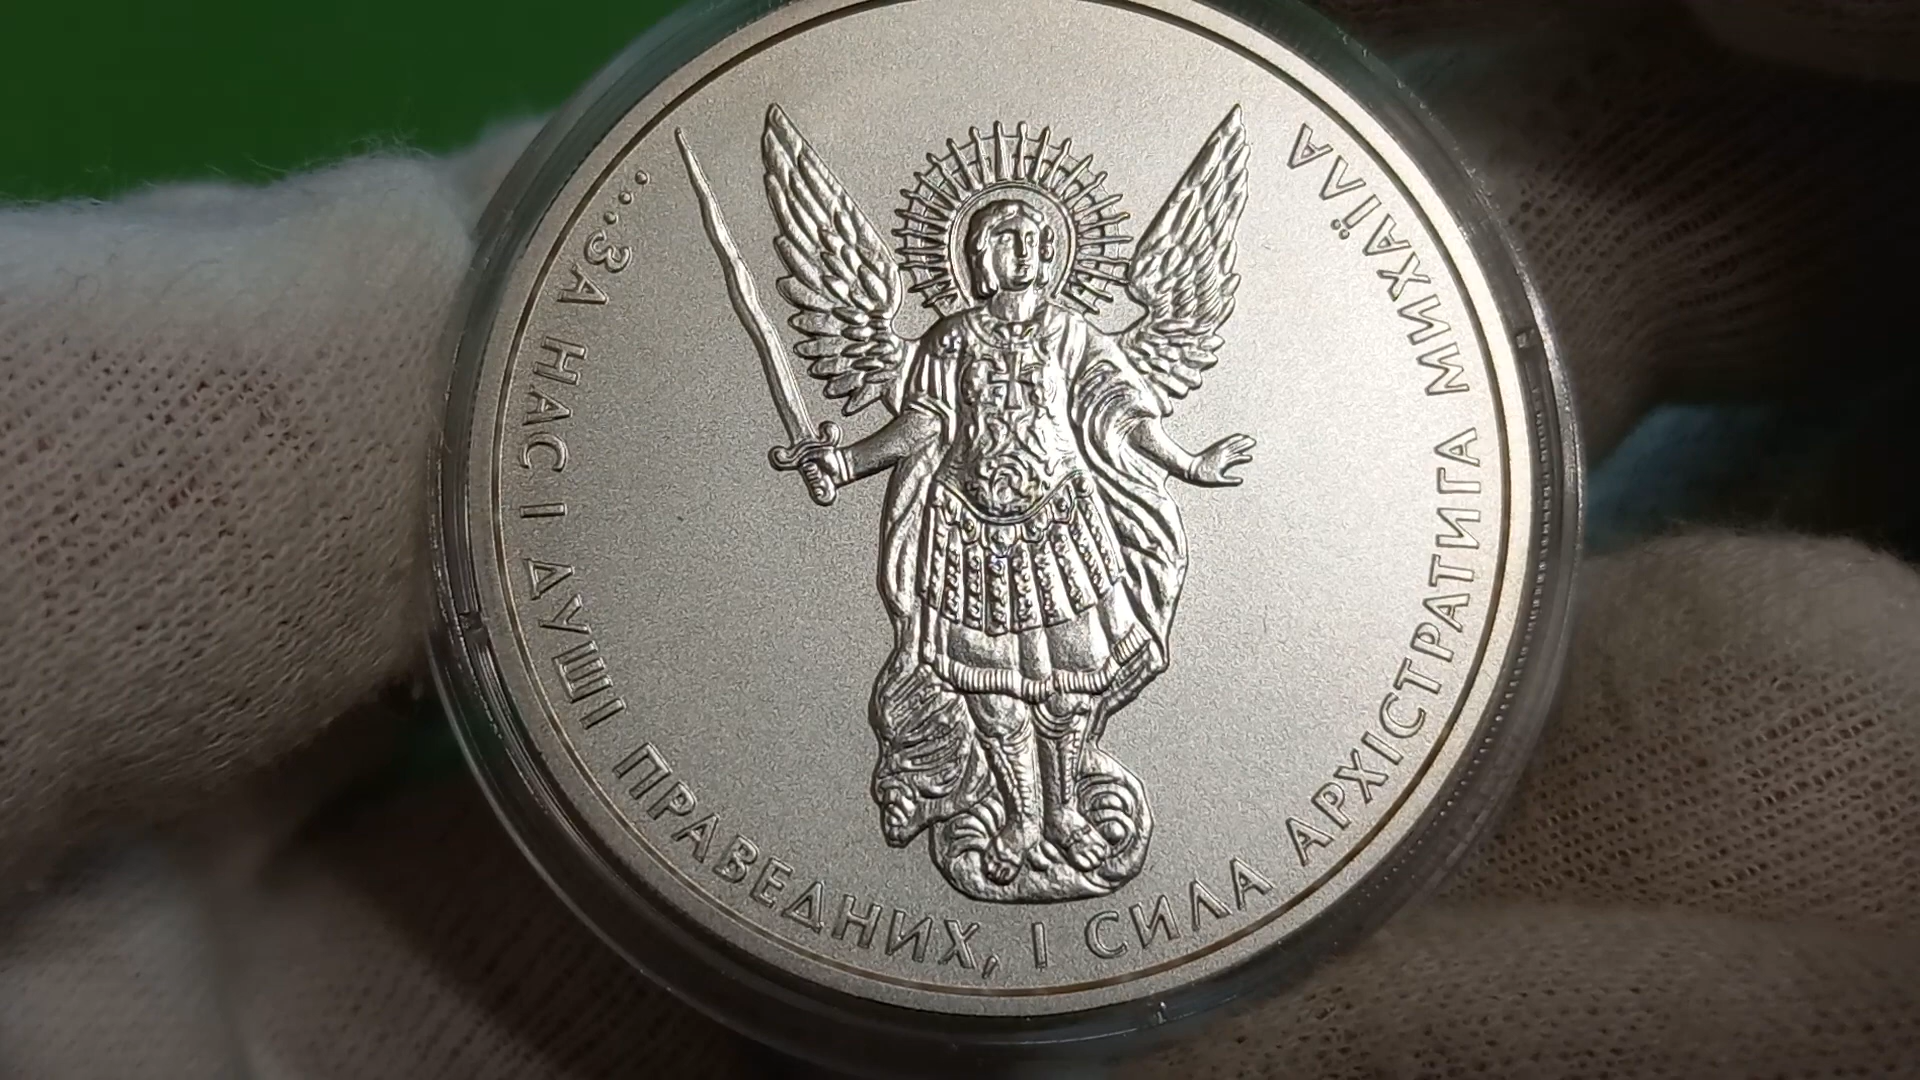 ....ЗА НАС І ДУШІ ПРАВЕДНИХ, І СИЛА АРХІСТРАТИГА МИХАЇЛА